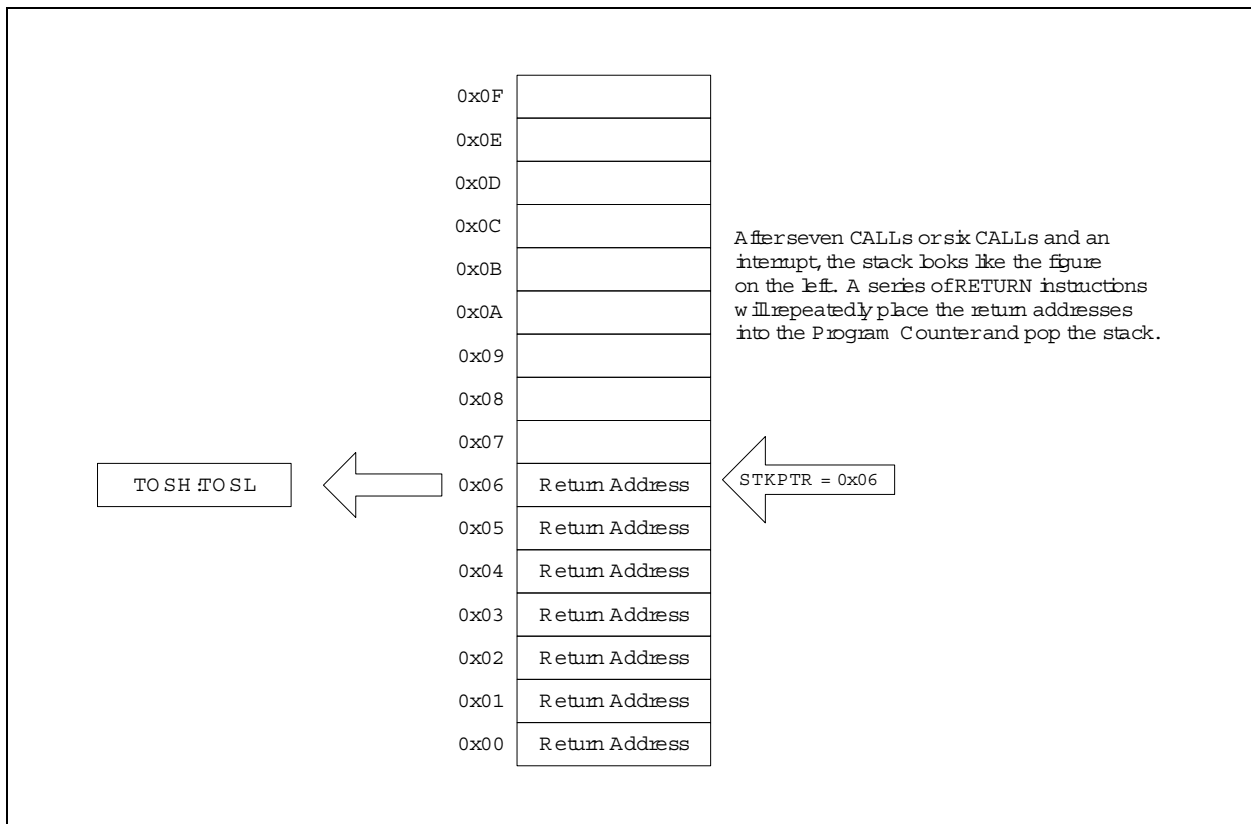 0x0F
0x0E
0x0D
0x0C
0x0B
0x0A
0x09
0x08
0x07
After seven CALLs or six CALLs and an
interrupt, the stack looks like the figure
on the left. A series of RETURN instructions
will repeatedly place the return addresses
into the Program Counter and pop the stack.
TOSH:TOSL
0x06 Return Address
STKPTR = 0x06
0x05 Return Address
0x04 Return Address
0x03 Return Address
0x02 Return Address
0x01 Return Address
0x00 Return Address